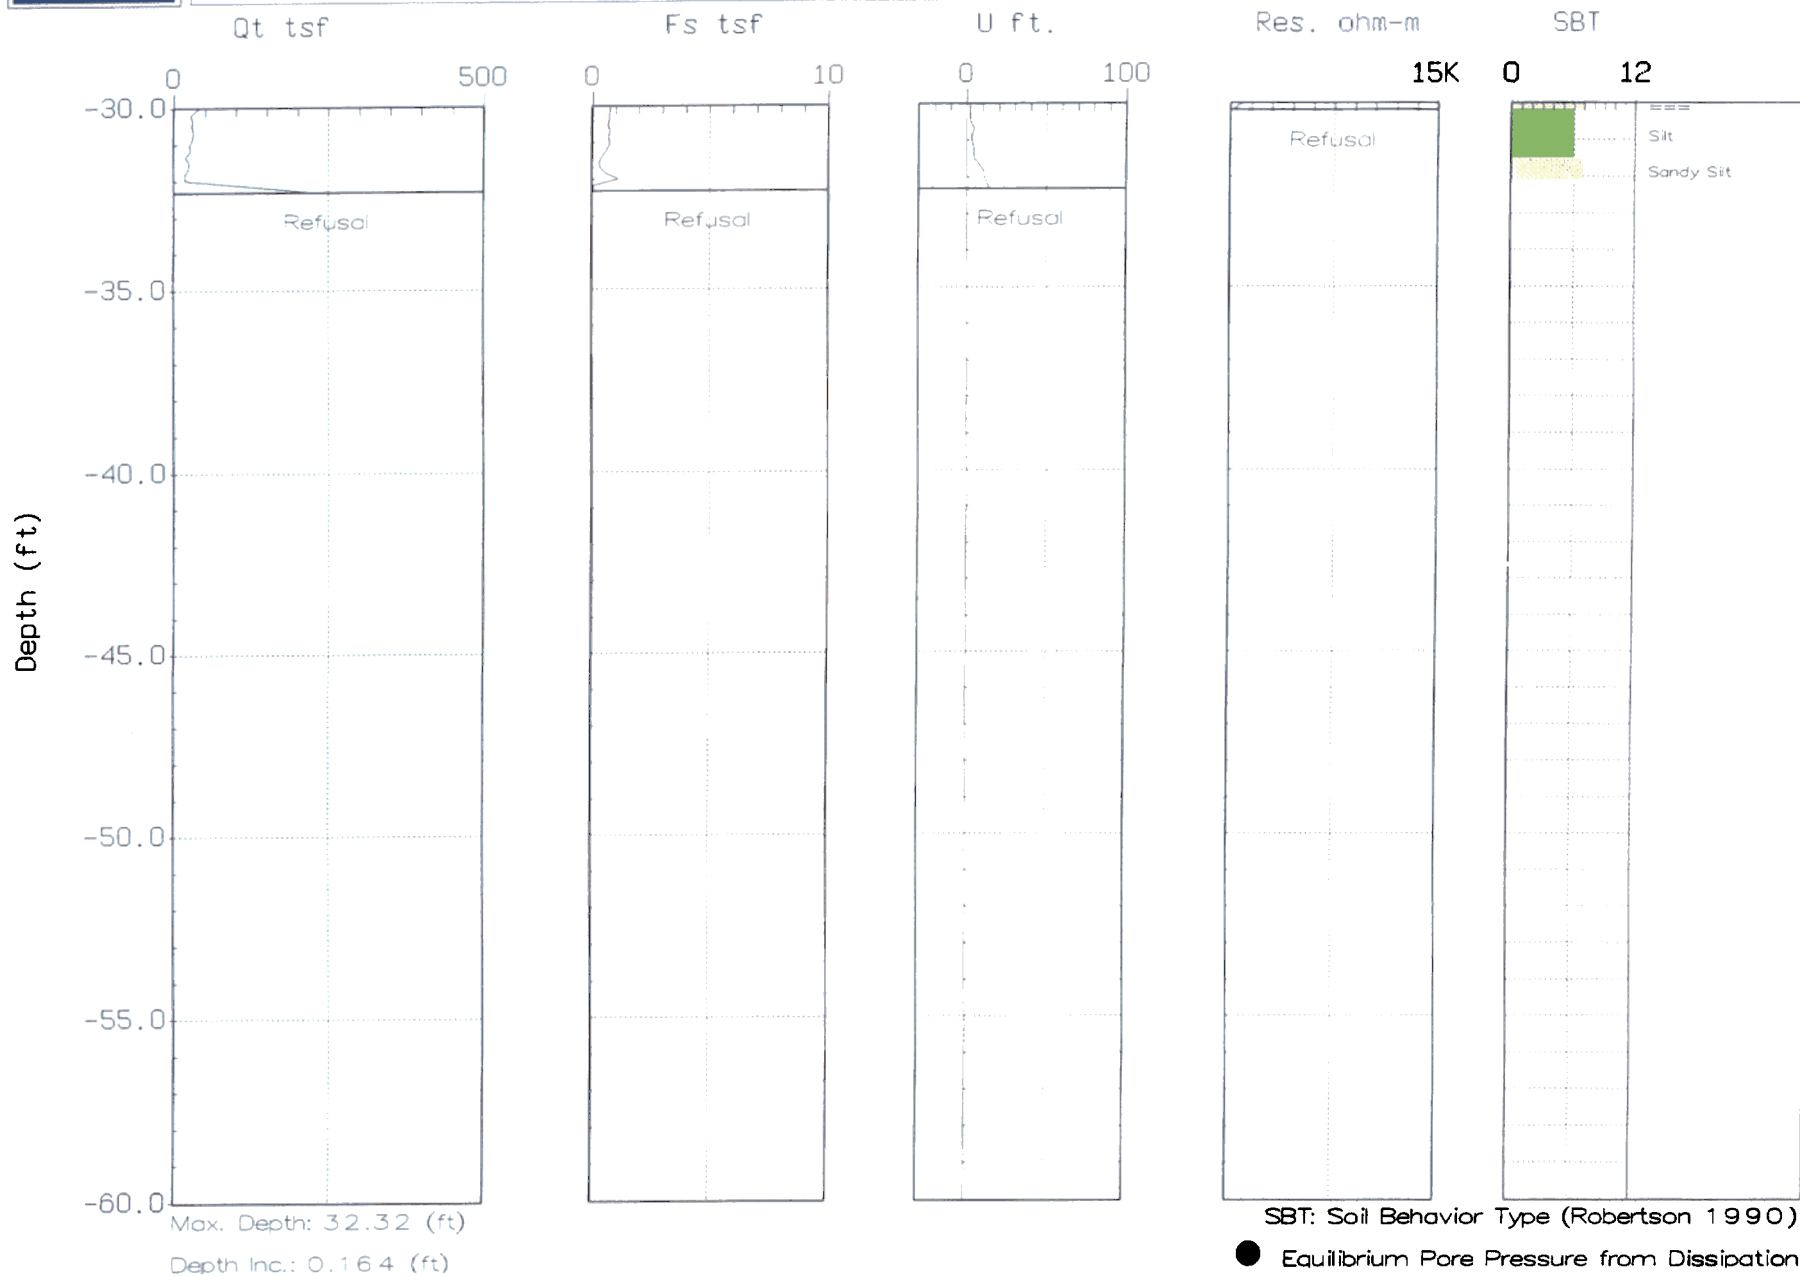 Qt tsf
Fs tsf
U ft.
Res. ohm-m
SBT
0 500
0 10
0 100
15K
0 12
-30.0
-35.0
-40.0
-45.0
-50.0
-55.0
-60.0
Depth (ft)
Refusal
Refusal
Refusal
Refusal
Silt
Sandy Silt
Max. Depth: 32.32 (ft)
Depth Inc.: 0.164 (ft)
SBT: Soil Behavior Type (Robertson 1990)
Equilibrium Pore Pressure from Dissipation